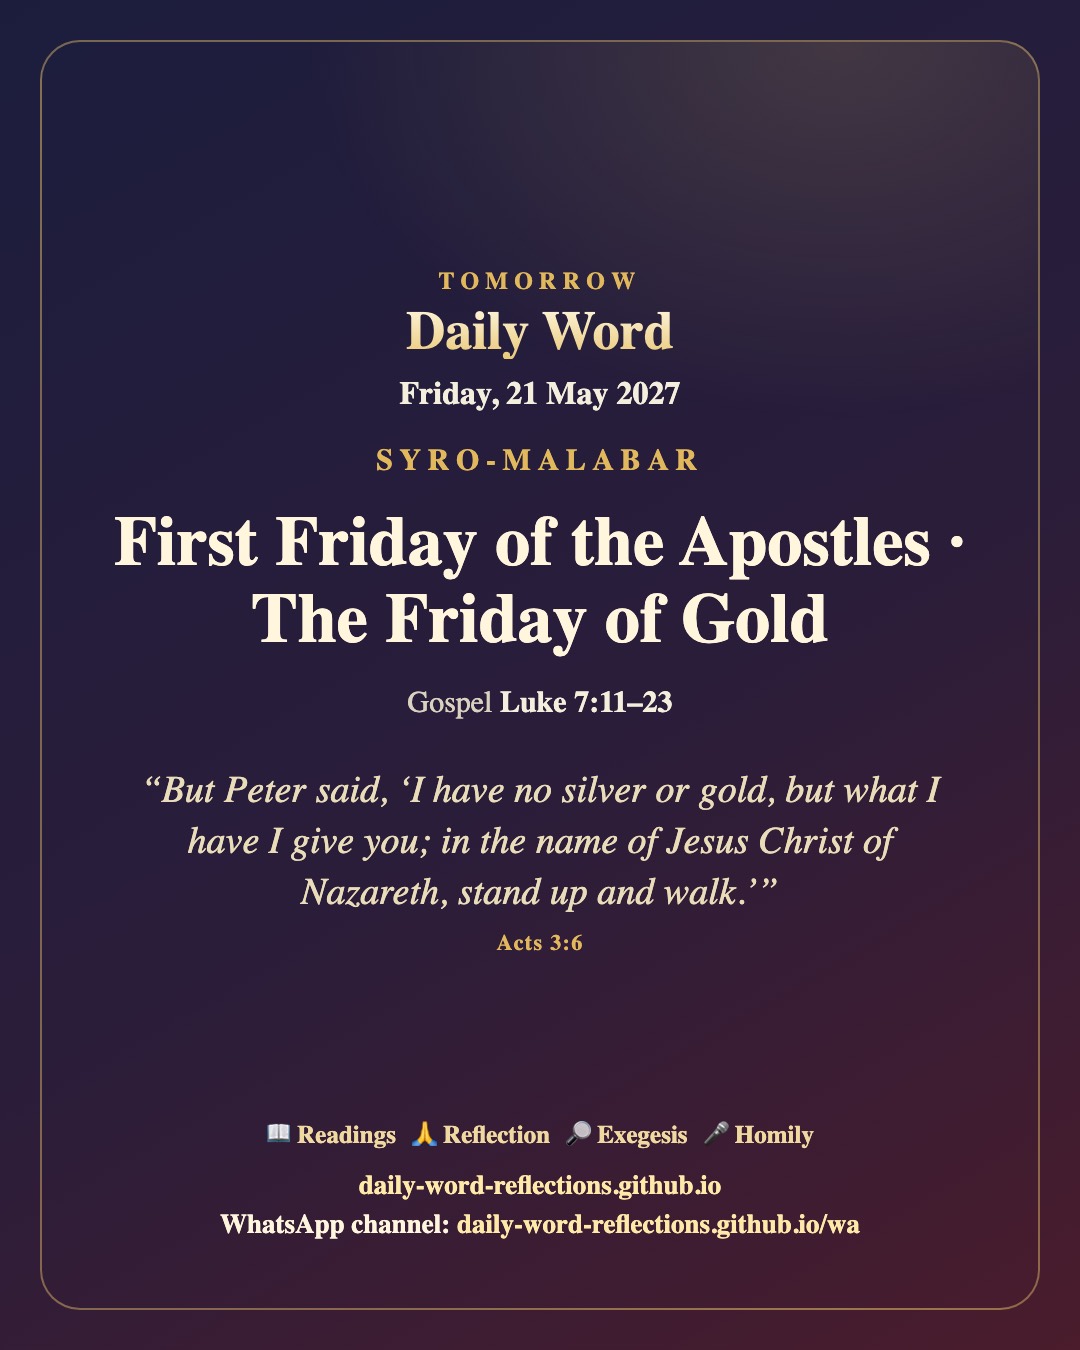 TOMORROW
Daily Word
Friday, 21 May 2027
SYRO-MALABAR
First Friday of the Apostles ·
The Friday of Gold
Gospel Luke 7:11–23
“But Peter said, ‘I have no silver or gold, but what I
have I give you; in the name of Jesus Christ of
Nazareth, stand up and walk.’”
Acts 3:6
📖 Readings 🙏 Reflection 🔎 Exegesis 🎤 Homily
daily-word-reflections.github.io
WhatsApp channel: daily-word-reflections.github.io/wa